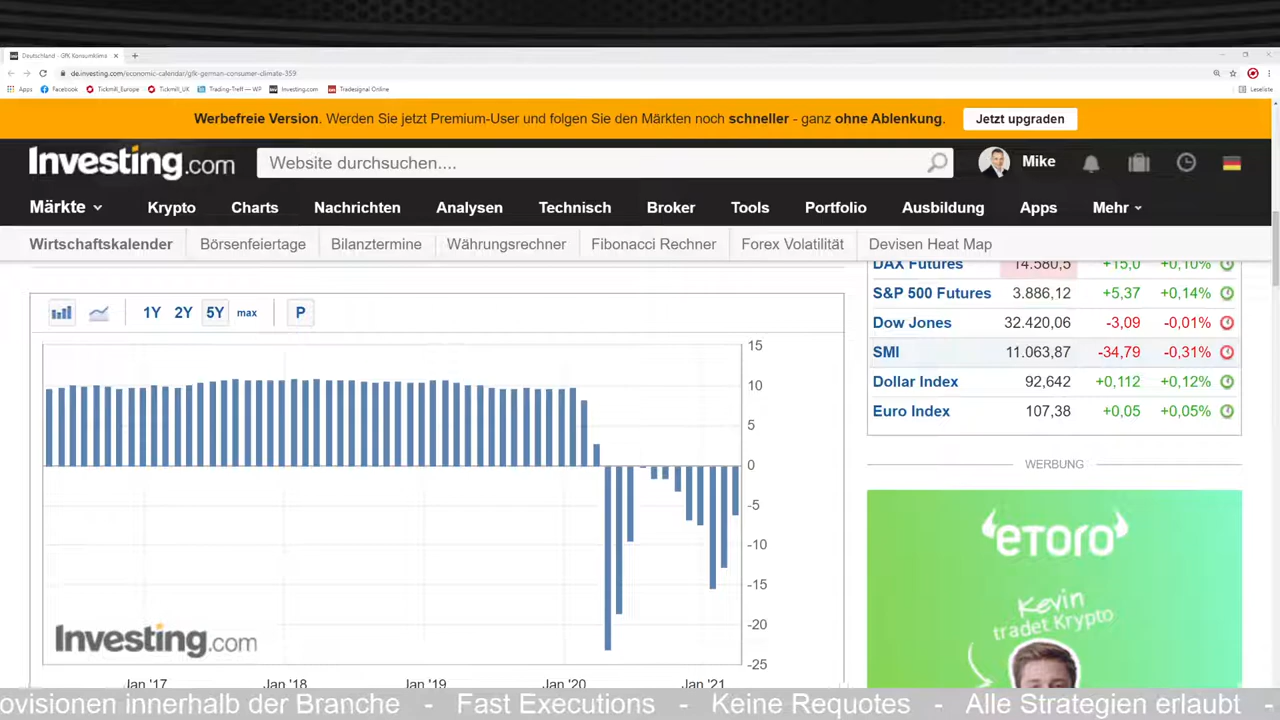 Deutschland - GfK Konsumklima
de.investing.com/economic-calendar/gfk-german-consumer-climate-359
Apps Facebook Tickmill_Europe Tickmill_UK Trading-Treff — WP Investing.com Tradesignal Online Leseliste
Werbefreie Version. Werden Sie jetzt Premium-User und folgen Sie den Märkten noch schneller - ganz ohne Ablenkung. Jetzt upgraden
Investing.com Website durchsuchen.... Mike
Märkte Krypto Charts Nachrichten Analysen Technisch Broker Tools Portfolio Ausbildung Apps Mehr
Wirtschaftskalender Börsenfeiertage Bilanztermine Währungsrechner Fibonacci Rechner Forex Volatilität Devisen Heat Map
DAX Futures 14.580,5 +15,0 +0,10%
S&P 500 Futures 3.886,12 +5,37 +0,14%
Dow Jones 32.420,06 -3,09 -0,01%
SMI 11.063,87 -34,79 -0,31%
Dollar Index 92,642 +0,112 +0,12%
Euro Index 107,38 +0,05 +0,05%
1Y 2Y 5Y max P
15
10
5
0
-5
-10
-15
-20
-25
Investing.com
Jan '17 Jan '18 Jan '19 Jan '20 Jan '21
WERBUNG
eToro
Kevin
tradet Krypto
ovisionen innerhalb der Branche - Fast Executions - Keine Requotes - Alle Strategien erlaubt -